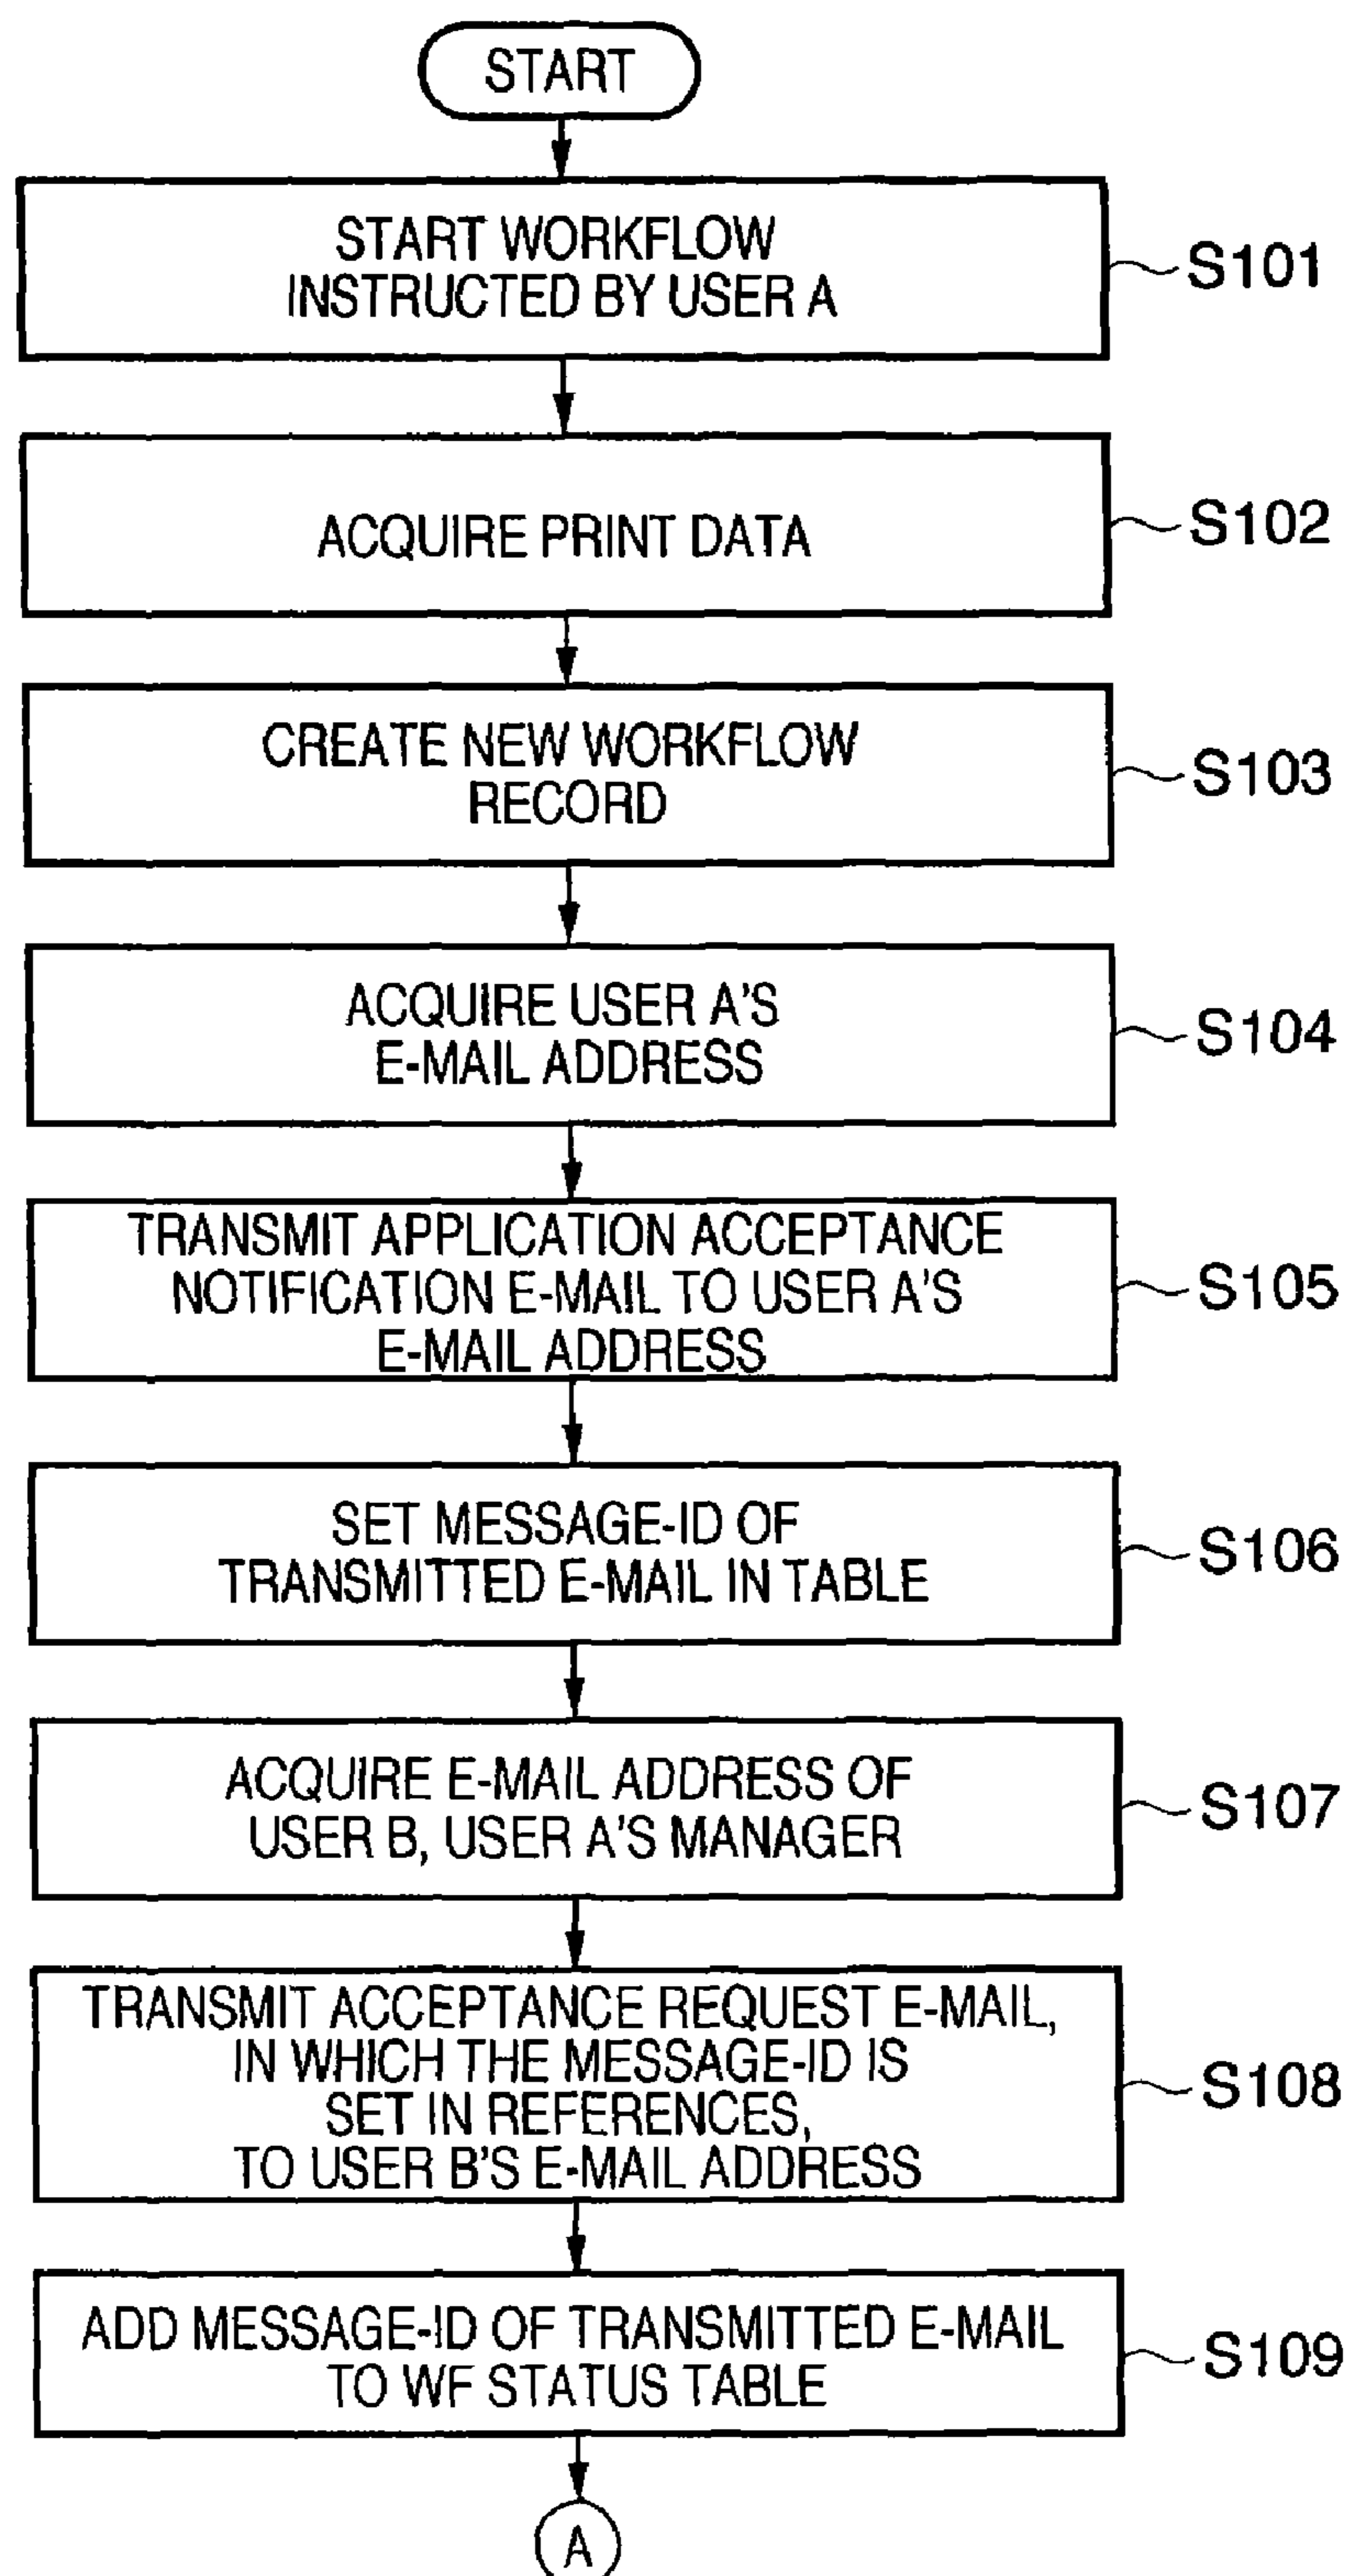 START
START WORKFLOW
INSTRUCTED BY USER A
S101
ACQUIRE PRINT DATA
S102
CREATE NEW WORKFLOW
RECORD
S103
ACQUIRE USER A'S
E-MAIL ADDRESS
S104
TRANSMIT APPLICATION ACCEPTANCE
NOTIFICATION E-MAIL TO USER A'S
E-MAIL ADDRESS
S105
SET MESSAGE-ID OF
TRANSMITTED E-MAIL IN TABLE
S106
ACQUIRE E-MAIL ADDRESS OF
USER B, USER A'S MANAGER
S107
TRANSMIT ACCEPTANCE REQUEST E-MAIL,
IN WHICH THE MESSAGE-ID IS
SET IN REFERENCES,
TO USER B'S E-MAIL ADDRESS
S108
ADD MESSAGE-ID OF TRANSMITTED E-MAIL
TO WF STATUS TABLE
S109
A